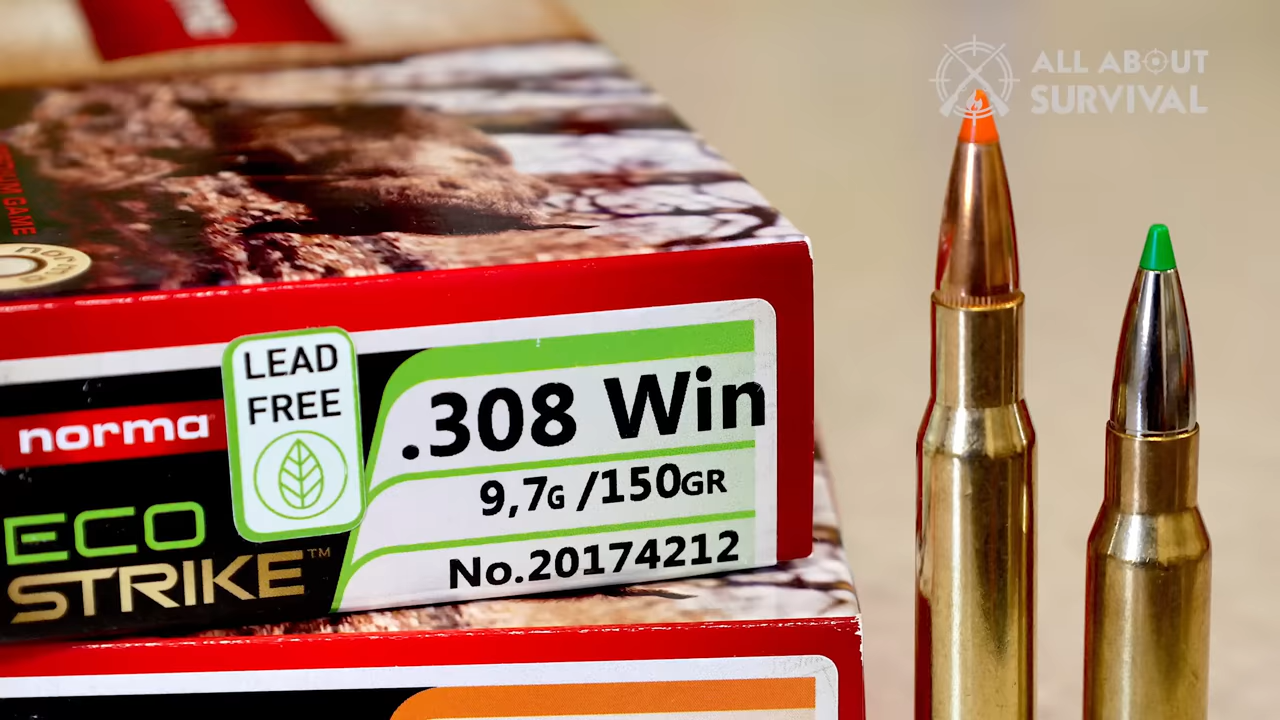 ALL ABOUT
SURVIVAL
norma
LEAD
FREE
ECO
STRIKE™
.308 Win
9,7G /150GR
No.20174212